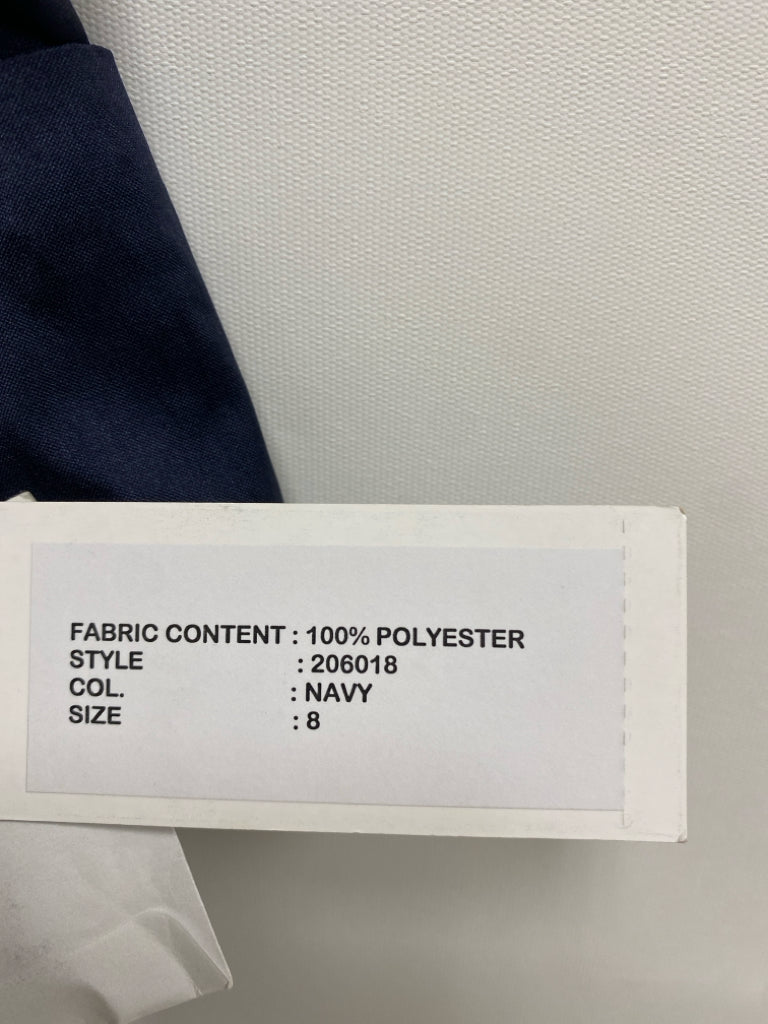 FABRIC CONTENT : 100% POLYESTER
STYLE : 206018
COL. : NAVY
SIZE : 8